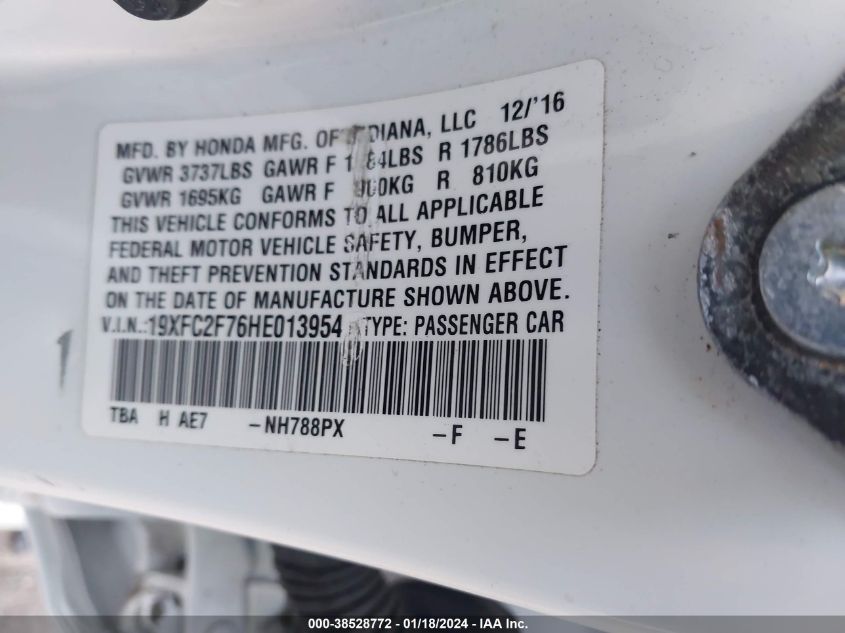 MFD. BY HONDA MFG. OF INDIANA, LLC 12/'16
GVWR 3737LBS GAWR F LBS R 1786LBS
GVWR 1695KG GAWR F KG R 810KG
THIS VEHICLE CONFORMS TO ALL APPLICABLE
FEDERAL MOTOR VEHICLE SAFETY, BUMPER,
AND THEFT PREVENTION STANDARDS IN EFFECT
ON THE DATE OF MANUFACTURE SHOWN ABOVE.
V.I.N.:19XFC2F76HE013954 TYPE: PASSENGER CAR
TBA H AE7 -NH788PX -F -E
000-38528772 / 01/18/2024 / IAA Inc.